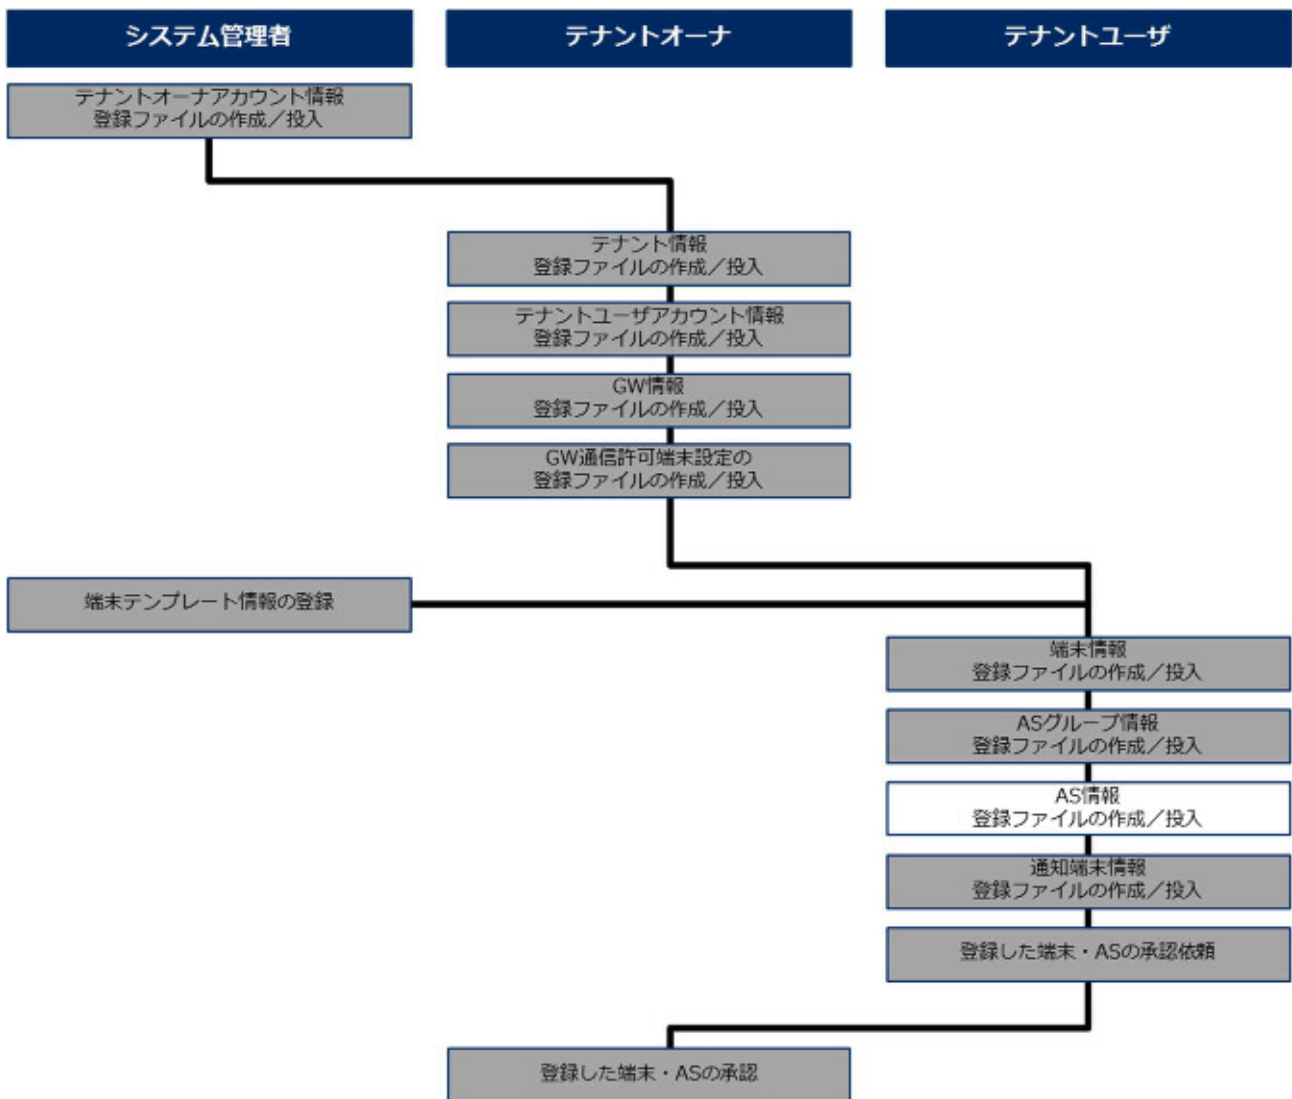 システム管理者
テナントオーナ
テナントユーザ
テナントオーナアカウント情報
登録ファイルの作成／投入
テナント情報
登録ファイルの作成／投入
テナントユーザアカウント情報
登録ファイルの作成／投入
GW情報
登録ファイルの作成／投入
GW通信許可端末設定の
登録ファイルの作成／投入
端末テンプレート情報の登録
端末情報
登録ファイルの作成／投入
ASグループ情報
登録ファイルの作成／投入
AS情報
登録ファイルの作成／投入
通知端末情報
登録ファイルの作成／投入
登録した端末・ASの承認依頼
登録した端末・ASの承認